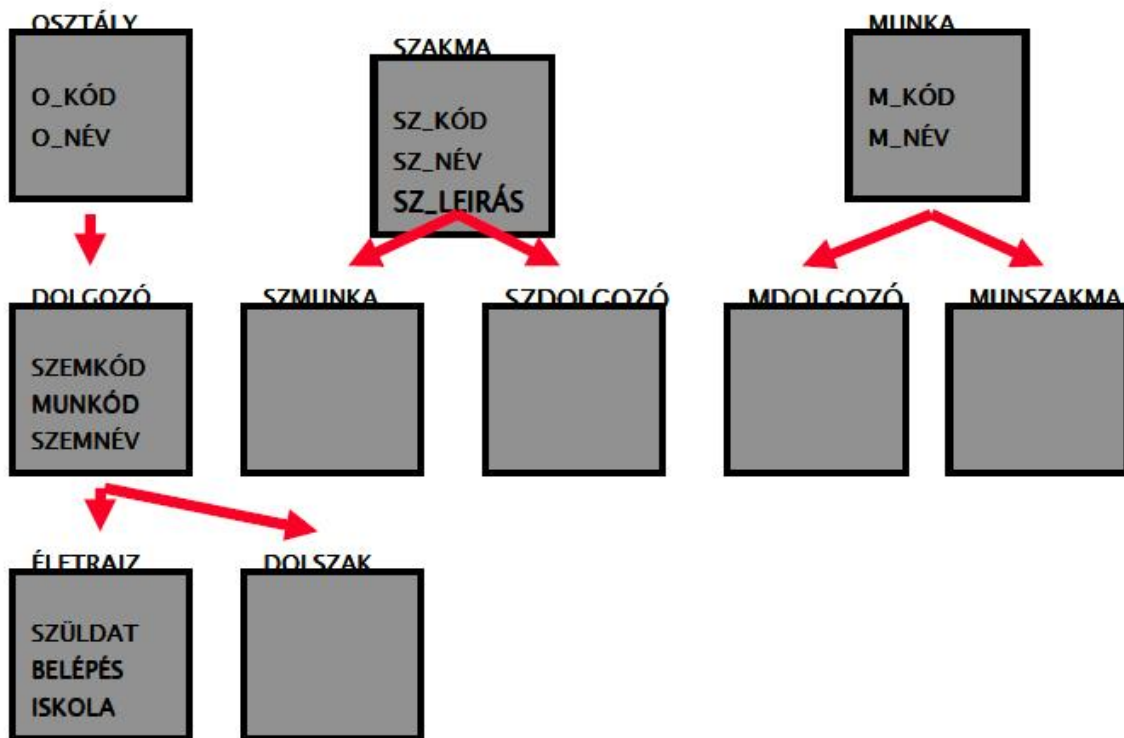 OSZTÁLY
O_KÓD
O_NÉV
SZAKMA
SZ_KÓD
SZ_NÉV
SZ_LEIRÁS
MUNKA
M_KÓD
M_NÉV
DOLGOZÓ
SZEMKÓD
MUNKÓD
SZEMNÉV
SZMUNKA
SZDOLGOZÓ
MDOLGOZÓ
MUNSZAKMA
ÉLETRAJZ
SZÜLDAT
BELÉPÉS
ISKOLA
DOLSZAK